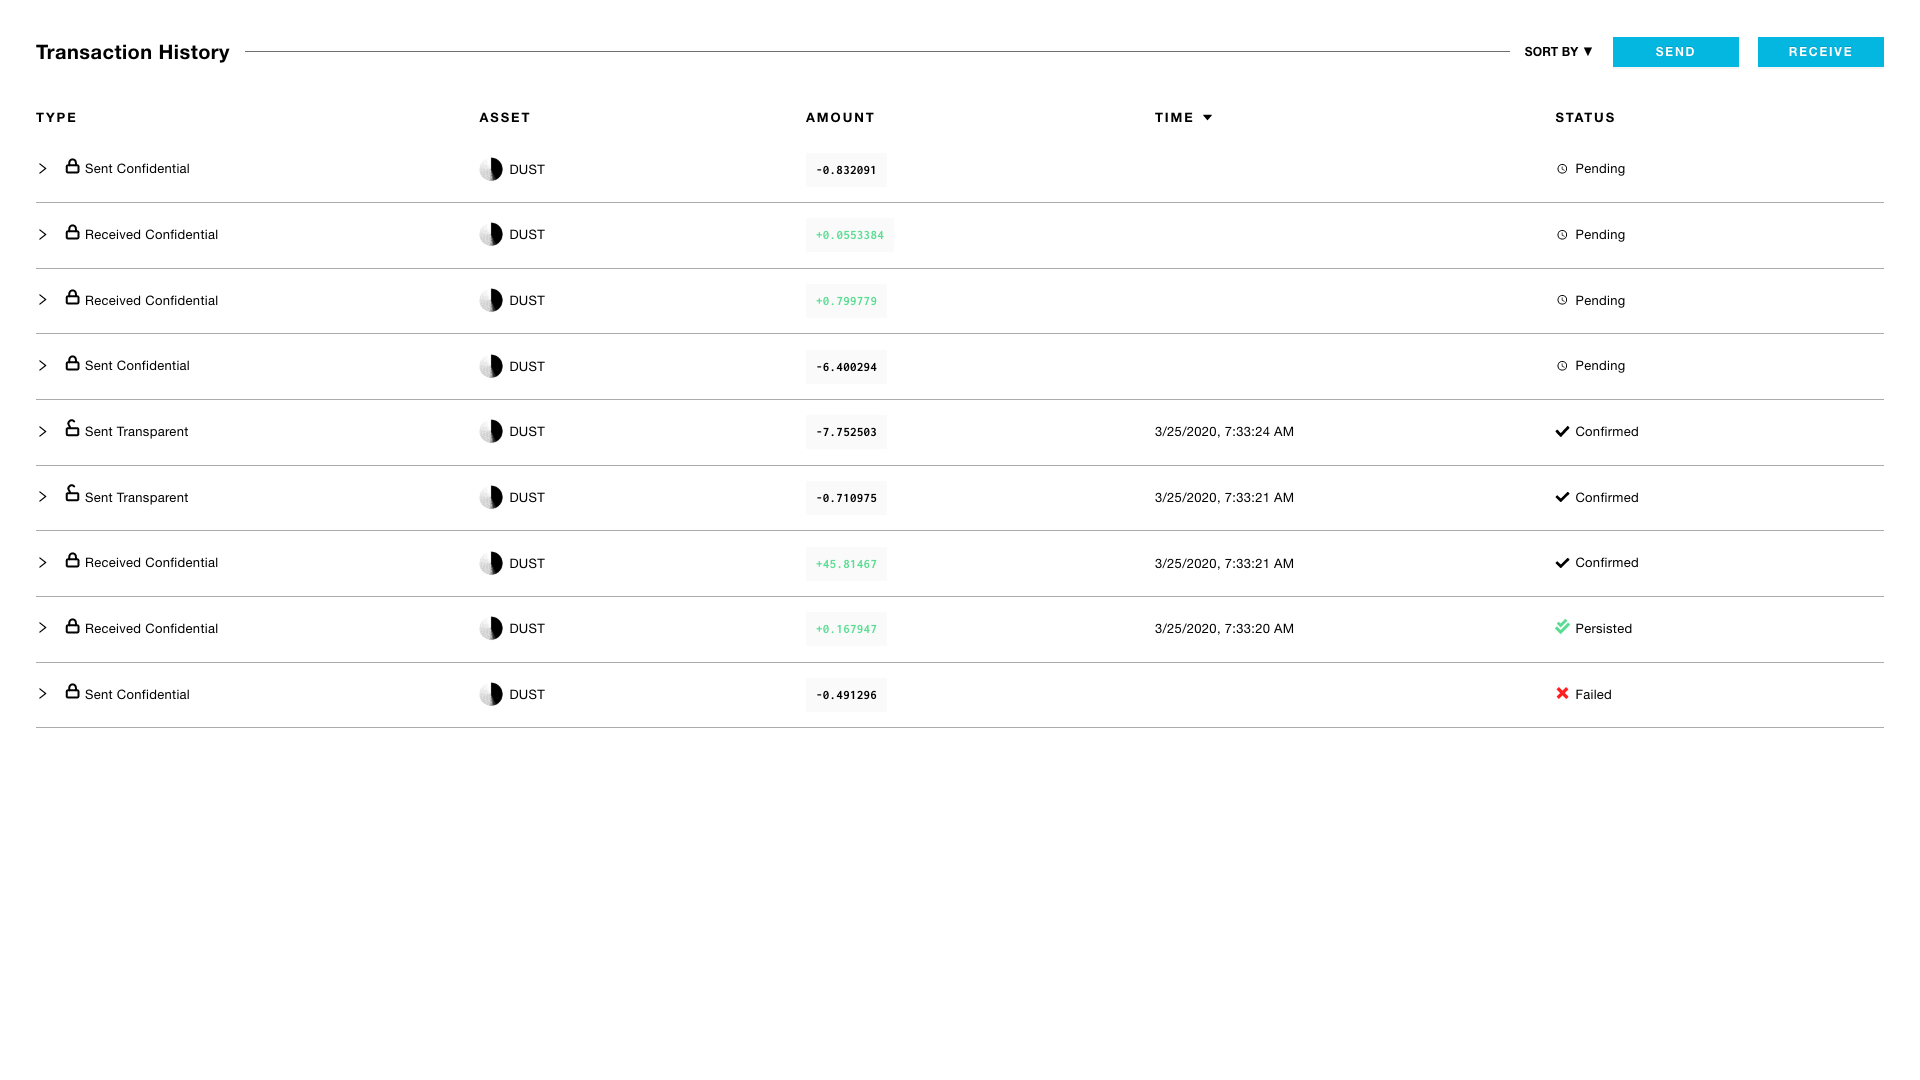 Transaction History SORT BY ▼ SEND RECEIVE
TYPE ASSET AMOUNT TIME STATUS
Sent Confidential DUST -0.832091 Pending
Received Confidential DUST +0.0553384 Pending
Received Confidential DUST +0.799779 Pending
Sent Confidential DUST -6.400294 Pending
Sent Transparent DUST -7.752503 3/25/2020, 7:33:24 AM Confirmed
Sent Transparent DUST -0.710975 3/25/2020, 7:33:21 AM Confirmed
Received Confidential DUST +45.81467 3/25/2020, 7:33:21 AM Confirmed
Received Confidential DUST +0.167947 3/25/2020, 7:33:20 AM Persisted
Sent Confidential DUST -0.491296 Failed